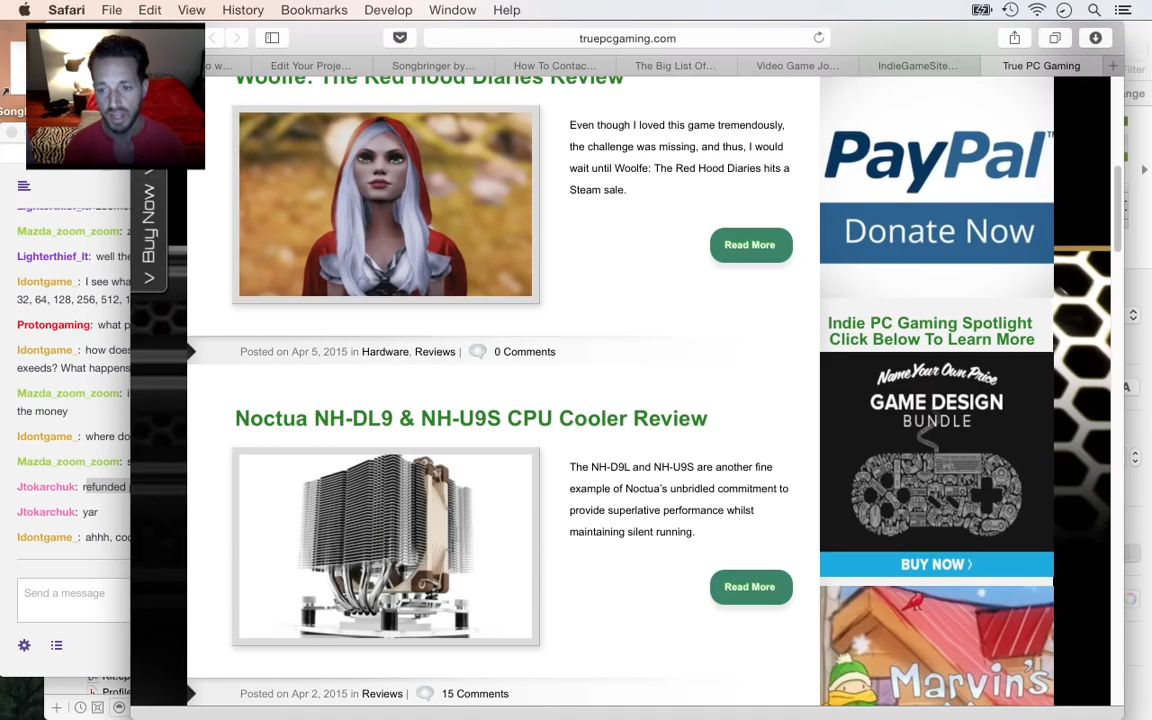 Safari File Edit View History Bookmarks Develop Window Help
truepcgaming.com
o w... Edit Your Proje... Songbringer by... How To Contac... The Big List Of... Video Game Jo... IndieGameSite... True PC Gaming
Filter
ange
Woolfe: The Red Hood Diaries Review
Even though I loved this game tremendously,
the challenge was missing, and thus, I would
wait until Woolfe: The Red Hood Diaries hits a
Steam sale.
Read More
Posted on Apr 5, 2015 in Hardware, Reviews | 0 Comments
Noctua NH-DL9 & NH-U9S CPU Cooler Review
The NH-D9L and NH-U9S are another fine
example of Noctua's unbridled commitment to
provide superlative performance whilst
maintaining silent running.
Read More
Posted on Apr 2, 2015 in Reviews | 15 Comments
PayPal™
Donate Now
Indie PC Gaming Spotlight
Click Below To Learn More
Name Your Own Price
GAME DESIGN
BUNDLE
BUY NOW >
Marvin's
> Buy Now
Mazda_zoom_zoom: z
Lighterthief_lt: well the
Idontgame_: I see wha
32, 64, 128, 256, 512, 1
Protongaming: what p
Idontgame_: how does
exeeds? What happens
Mazda_zoom_zoom: i
the money
Idontgame_: where do
Mazda_zoom_zoom: s
Jtokarchuk: refunded
Jtokarchuk: yar
Idontgame_: ahhh, coo
Send a message
Profile